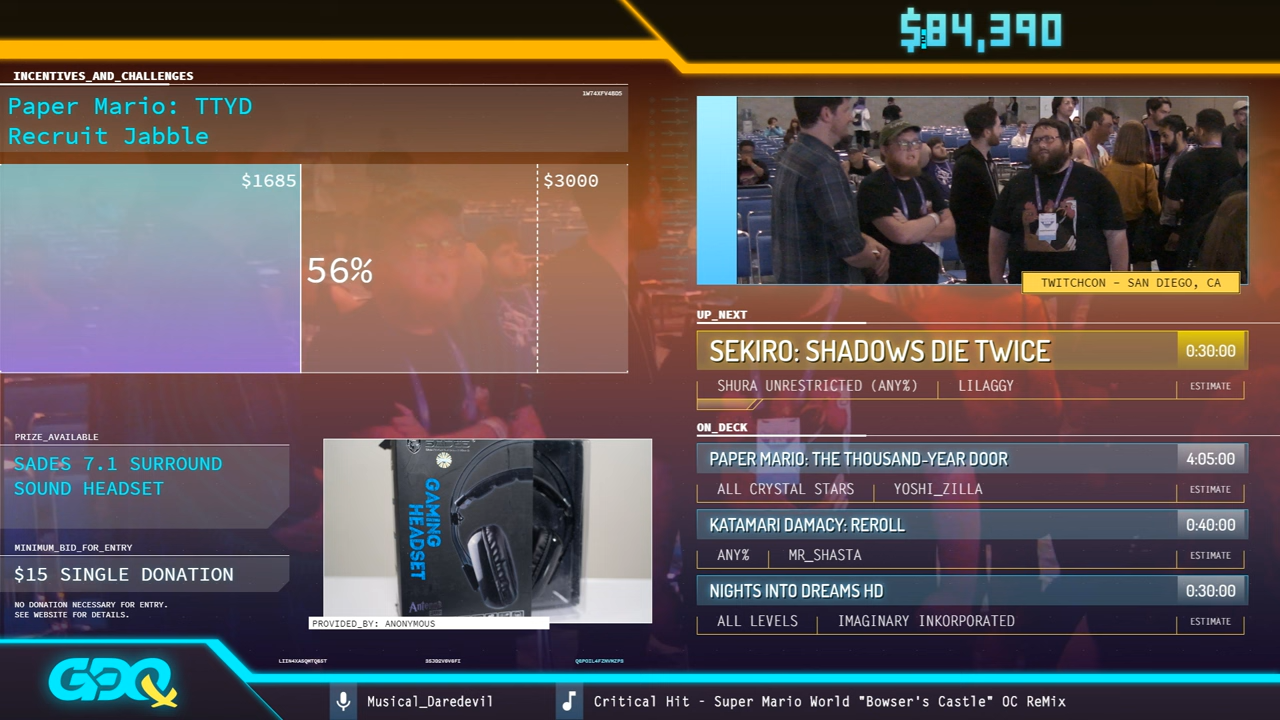 $84,390
INCENTIVES_AND_CHALLENGES
Paper Mario: TTYD
Recruit Jabble
$1685
$3000
56%
TWITCHCON - SAN DIEGO, CA
UP_NEXT
SEKIRO: SHADOWS DIE TWICE
0:30:00
SHURA UNRESTRICTED (ANY%)
LILAGGY
ESTIMATE
ON_DECK
PAPER MARIO: THE THOUSAND-YEAR DOOR
4:05:00
ALL CRYSTAL STARS
YOSHI_ZILLA
ESTIMATE
KATAMARI DAMACY: REROLL
0:40:00
ANY%
MR_SHASTA
ESTIMATE
NIGHTS INTO DREAMS HD
0:30:00
ALL LEVELS
IMAGINARY INKORPORATED
ESTIMATE
PRIZE_AVAILABLE
SADES 7.1 SURROUND
SOUND HEADSET
MINIMUM_BID_FOR_ENTRY
$15 SINGLE DONATION
NO DONATION NECESSARY FOR ENTRY.
SEE WEBSITE FOR DETAILS.
GAMING
HEADSET
PROVIDED_BY: ANONYMOUS
GDQ
Musical_Daredevil
Critical Hit - Super Mario World "Bowser's Castle" OC ReMix